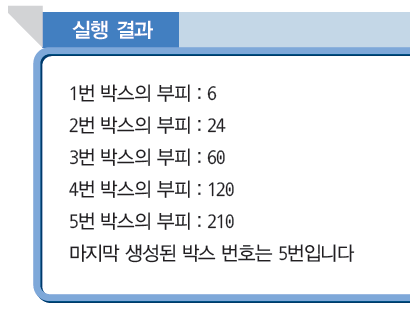 실행 결과
1번 박스의 부피 : 6
2번 박스의 부피 : 24
3번 박스의 부피 : 60
4번 박스의 부피 : 120
5번 박스의 부피 : 210
마지막 생성된 박스 번호는 5번입니다